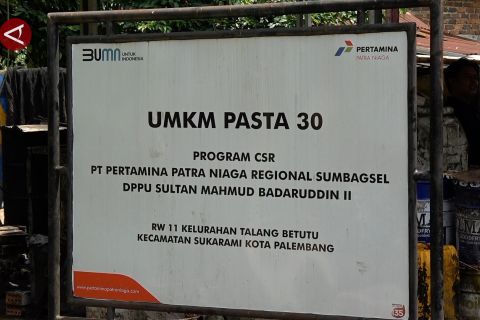 BUMN UNTUK INDONESIA
PERTAMINA
PATRA NIAGA
UMKM PASTA 30
PROGRAM CSR
PT PERTAMINA PATRA NIAGA REGIONAL SUMBAGSEL
DPPU SULTAN MAHMUD BADARUDDIN II
RW 11 KELURAHAN TALANG BETUTU
KECAMATAN SUKARAMI KOTA PALEMBANG
www.pertaminapatraniaga.com
135